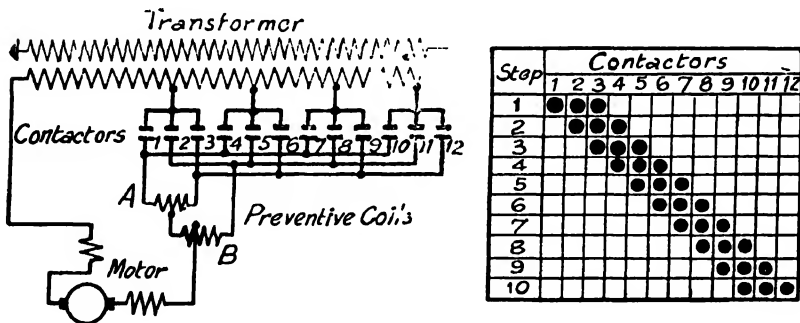 Transformer
Contactors
1 2 3 4 5 6 7 8 9 10 11 12
A
Preventive Coils
B
Motor
Step Contactors
1 2 3 4 5 6 7 8 9 10 11 12
1
2
3
4
5
6
7
8
9
10